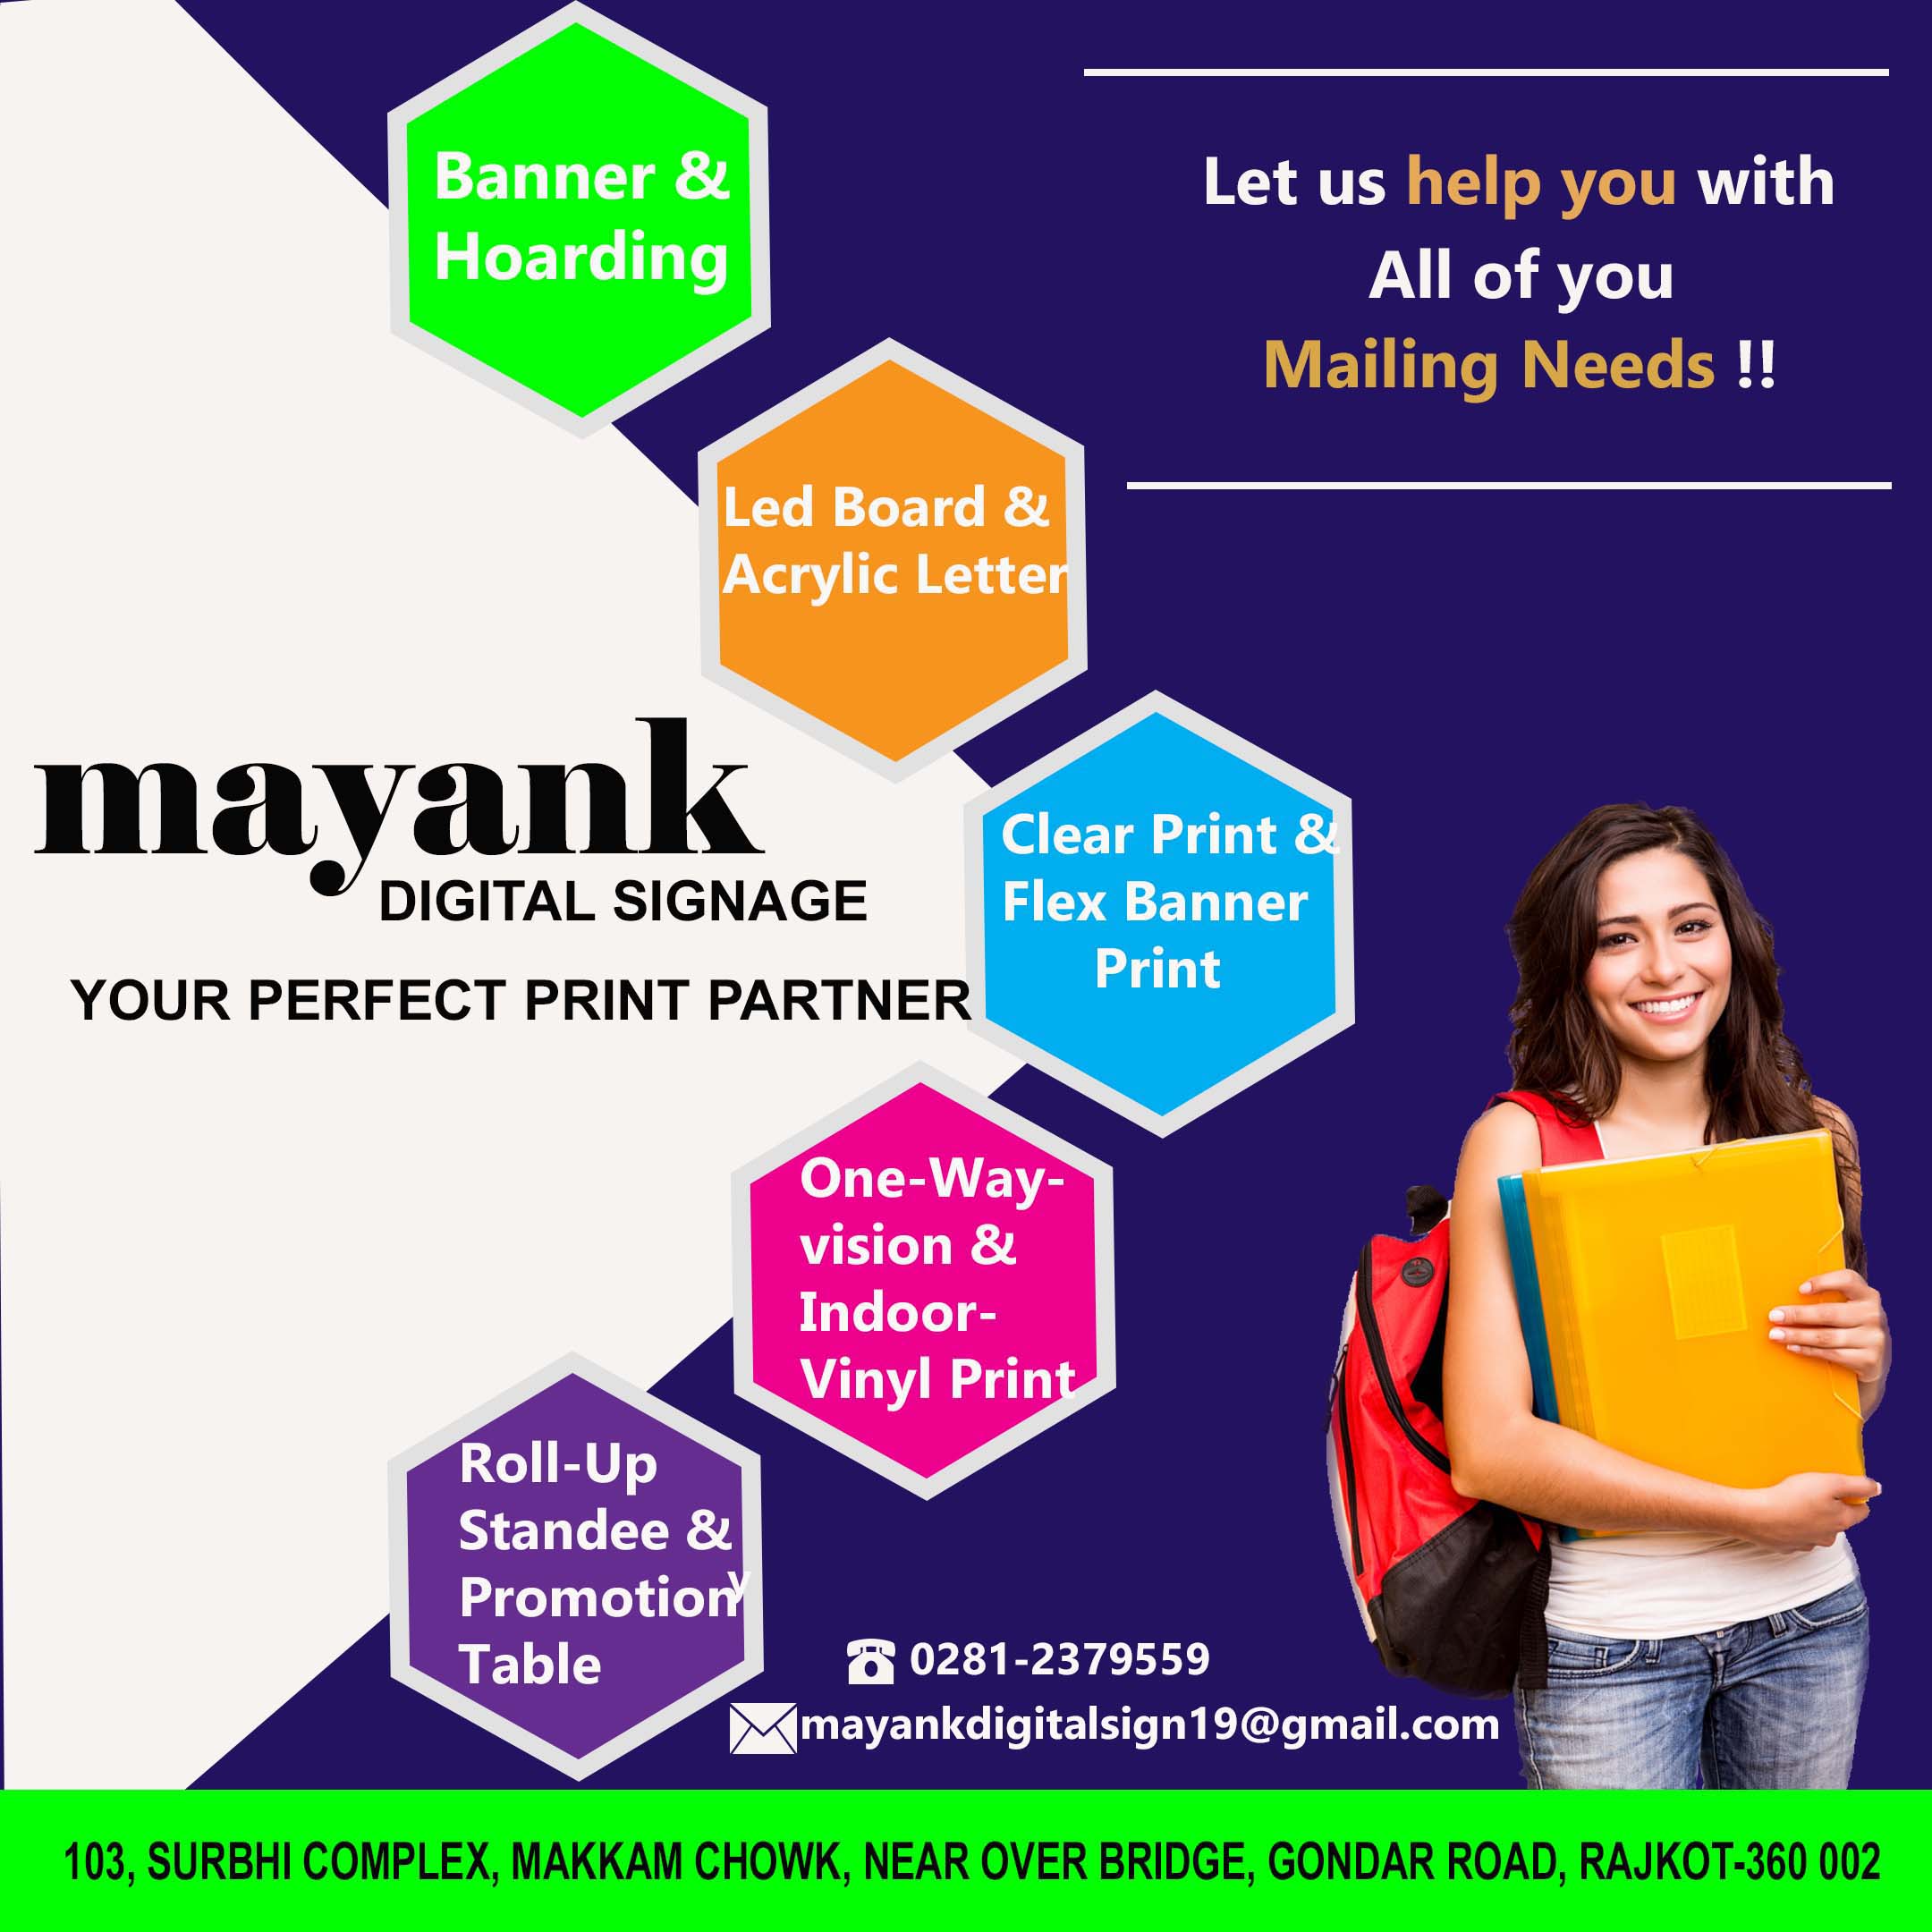 Banner &
Hoarding
Let us help you with
All of you
Mailing Needs !!
Led Board &
Acrylic Letter
mayank
DIGITAL SIGNAGE
YOUR PERFECT PRINT PARTNER
Clear Print &
Flex Banner
Print
One-Way-
vision &
Indoor-
Vinyl Print
Roll-Up
Standee &
Promotion
y
Table
0281-2379559
mayankdigitalsign19@gmail.com
103, SURBHI COMPLEX, MAKKAM CHOWK, NEAR OVER BRIDGE, GONDAR ROAD, RAJKOT-360 002